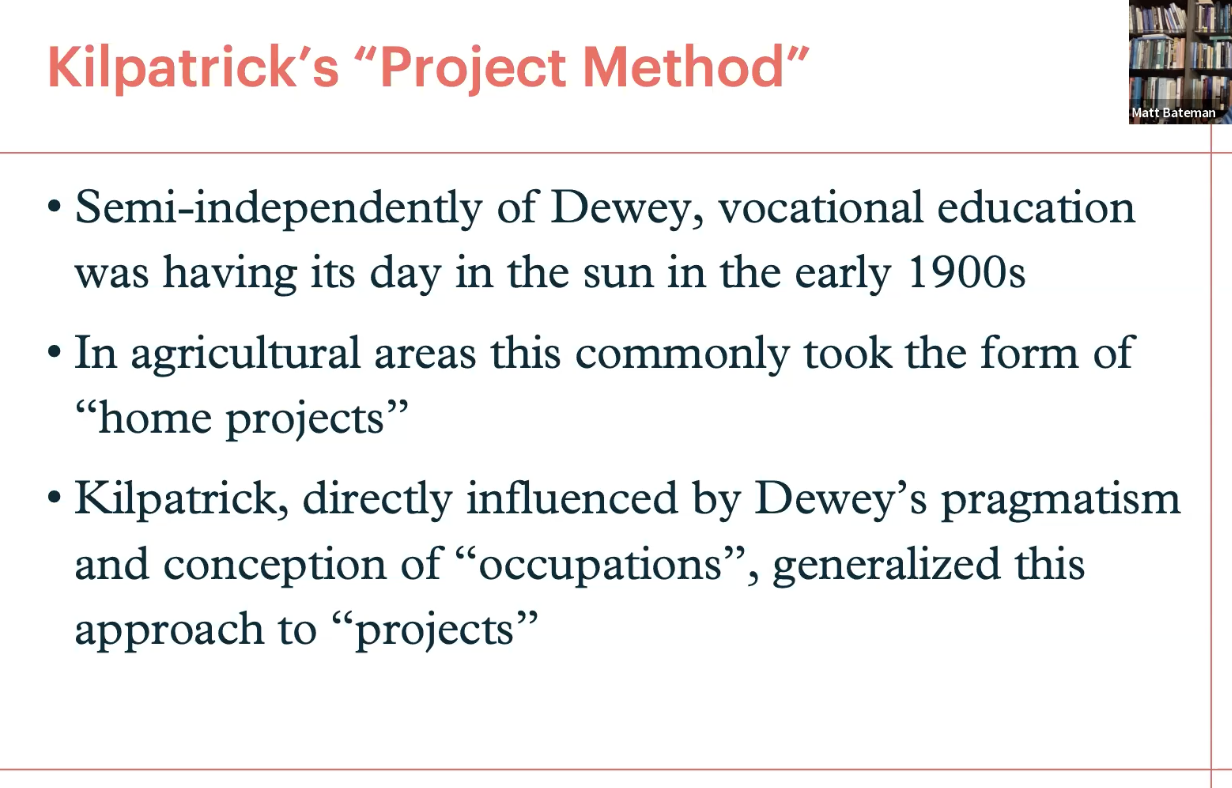 Kilpatrick’s “Project Method”
Matt Bateman
• Semi-independently of Dewey, vocational education
was having its day in the sun in the early 1900s
• In agricultural areas this commonly took the form of
“home projects”
• Kilpatrick, directly influenced by Dewey’s pragmatism
and conception of “occupations”, generalized this
approach to “projects”